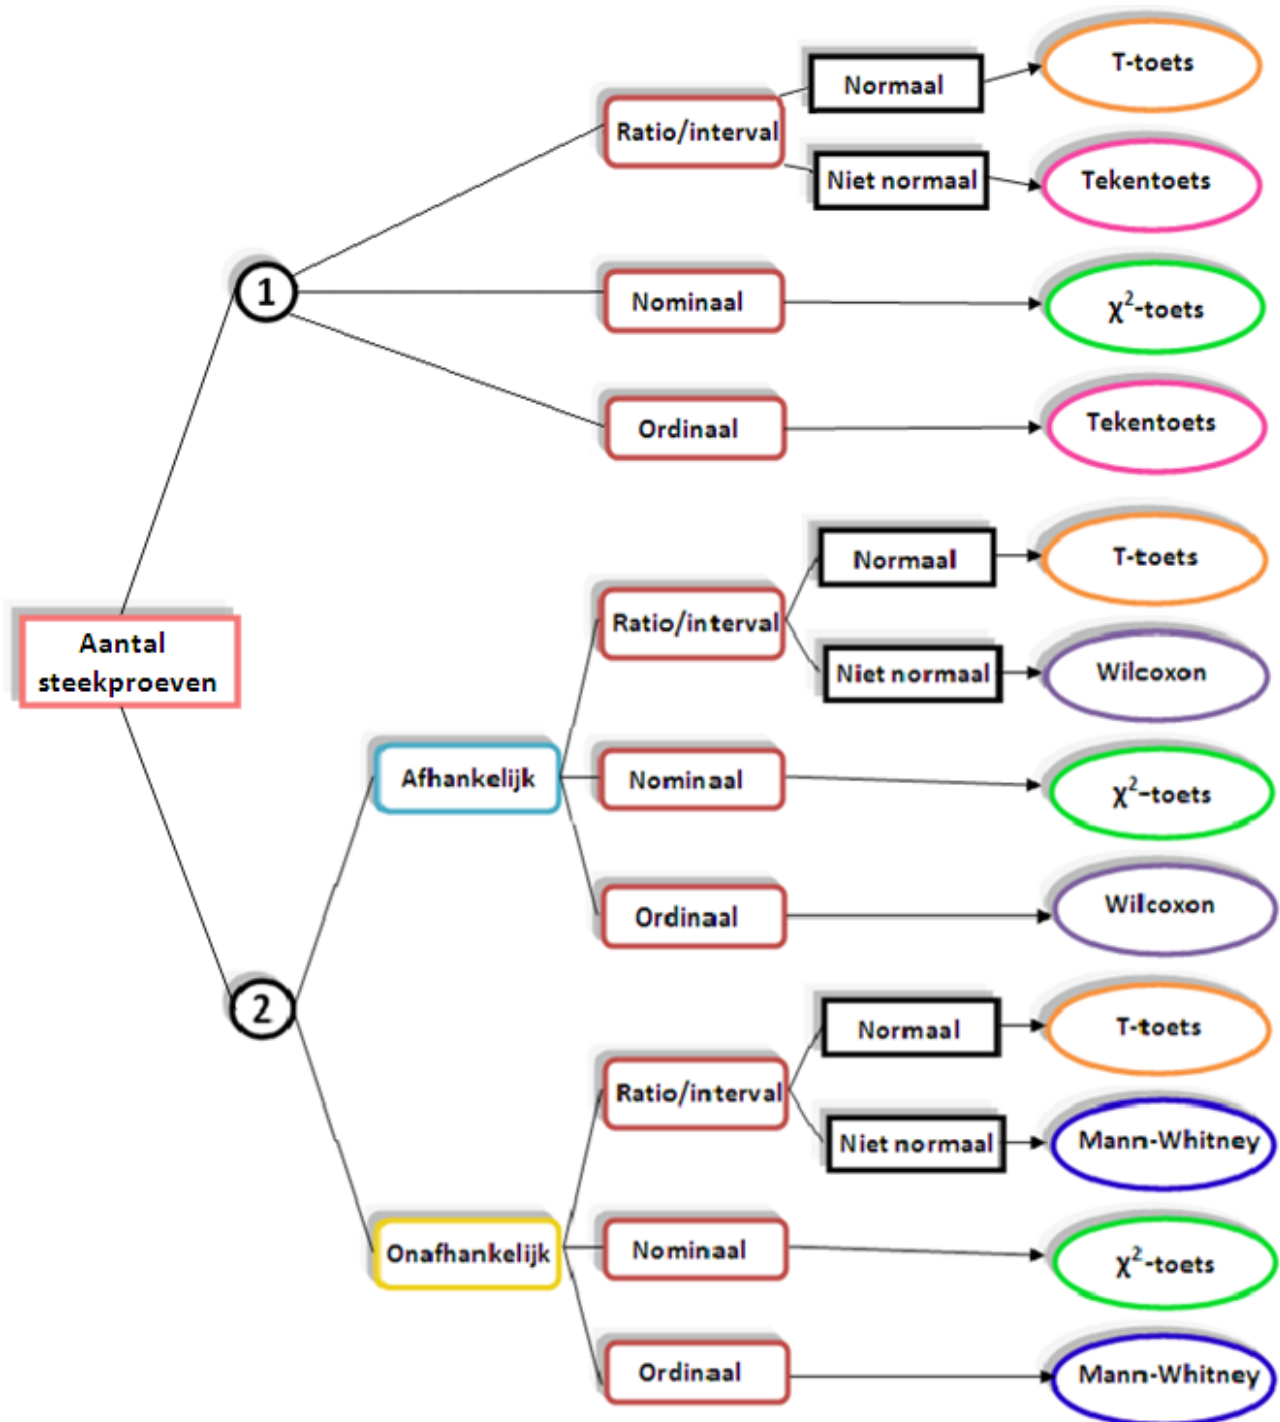 Normaal
T-toets
Ratio/interval
Niet normaal
Tekentoets
1
Nominaal
χ²-toets
Ordinaal
Tekentoets
Aantal
steekproeven
Normaal
T-toets
Ratio/interval
Niet normaal
Wilcoxon
Afhankelijk
Nominaal
χ²-toets
Ordinaal
Wilcoxon
2
Normaal
T-toets
Ratio/interval
Niet normaal
Mann-Whitney
Onafhankelijk
Nominaal
χ²-toets
Ordinaal
Mann-Whitney